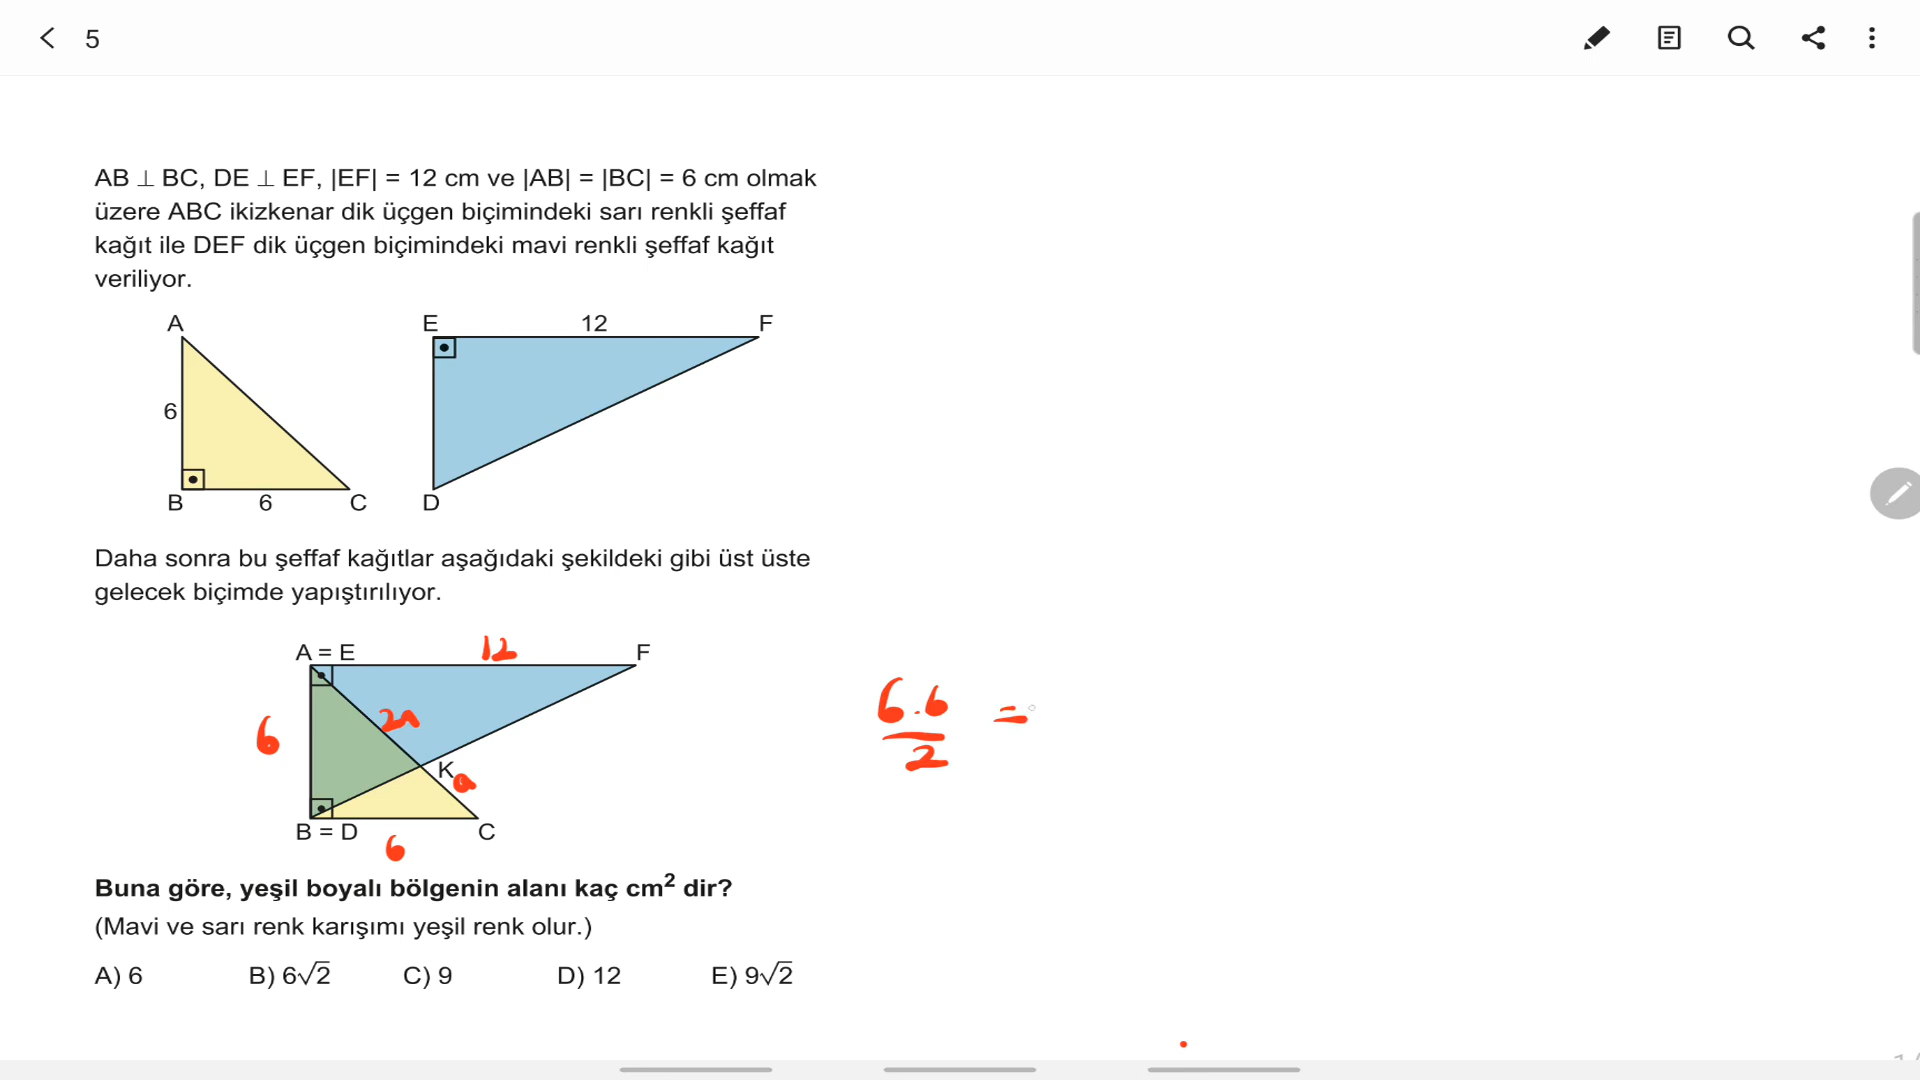 5
AB ⊥ BC, DE ⊥ EF, |EF| = 12 cm ve |AB| = |BC| = 6 cm olmak
üzere ABC ikizkenar dik üçgen biçimindeki sarı renkli şeffaf
kağıt ile DEF dik üçgen biçimindeki mavi renkli şeffaf kağıt
veriliyor.
A
E 12 F
6
B 6 C
D
Daha sonra bu şeffaf kağıtlar aşağıdaki şekildeki gibi üst üste
gelecek biçimde yapıştırılıyor.
A = E 12 F
6
2a
K
a
B = D
C
6
6.6
=
2
Buna göre, yeşil boyalı bölgenin alanı kaç cm² dir?
(Mavi ve sarı renk karışımı yeşil renk olur.)
A) 6 B) 6√2 C) 9 D) 12 E) 9√2